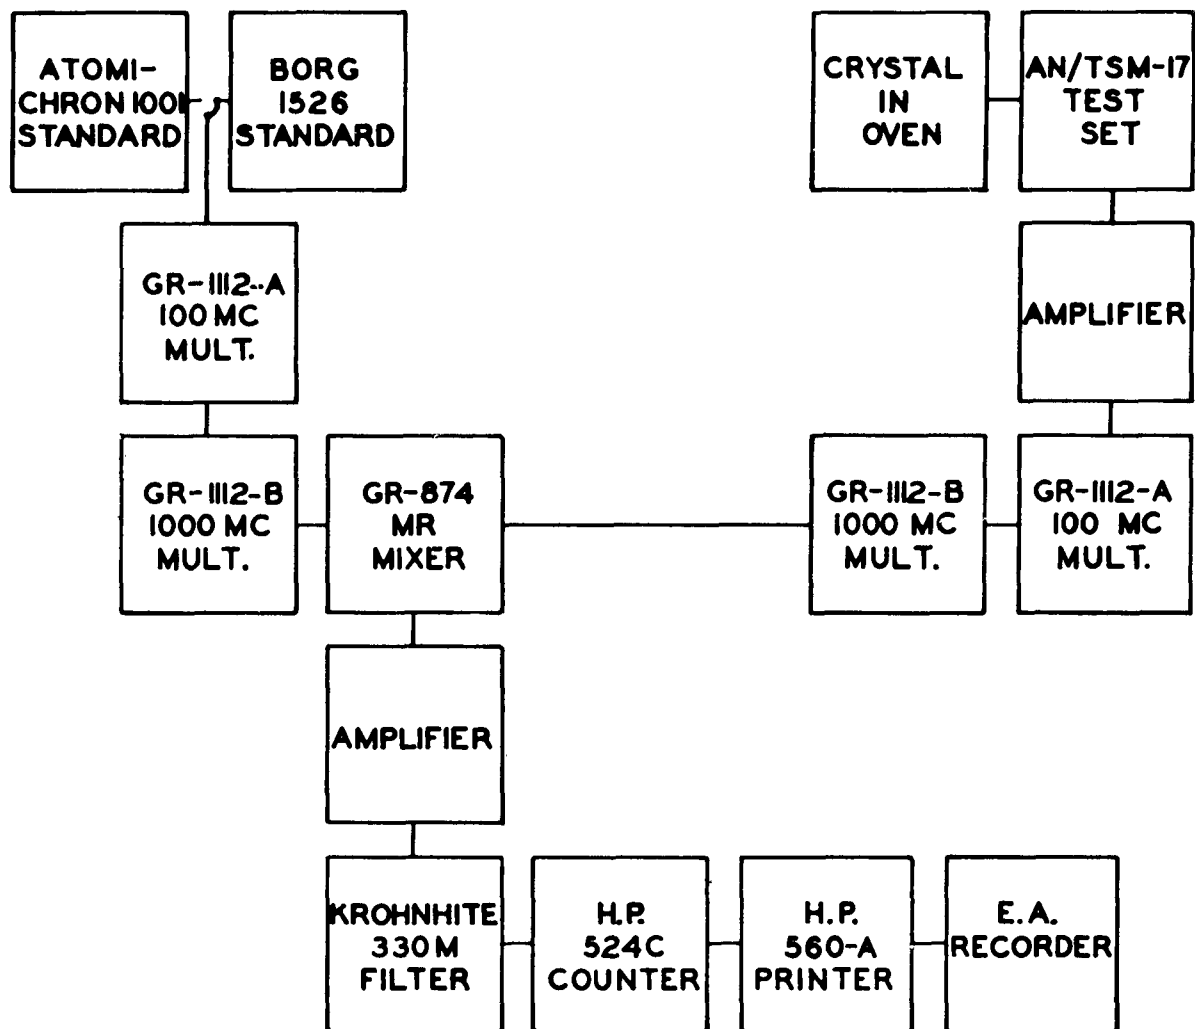 ATOMI-
CHRON 1001
STANDARD
BORG
1526
STANDARD
CRYSTAL
IN
OVEN
AN/TSM-17
TEST
SET
GR-1112-A
100 MC
MULT.
AMPLIFIER
GR-1112-B
1000 MC
MULT.
GR-874
MR
MIXER
GR-1112-B
1000 MC
MULT.
GR-1112-A
100 MC
MULT.
AMPLIFIER
KROHNHITE
330 M
FILTER
H.P.
524C
COUNTER
H.P.
560-A
PRINTER
E.A.
RECORDER